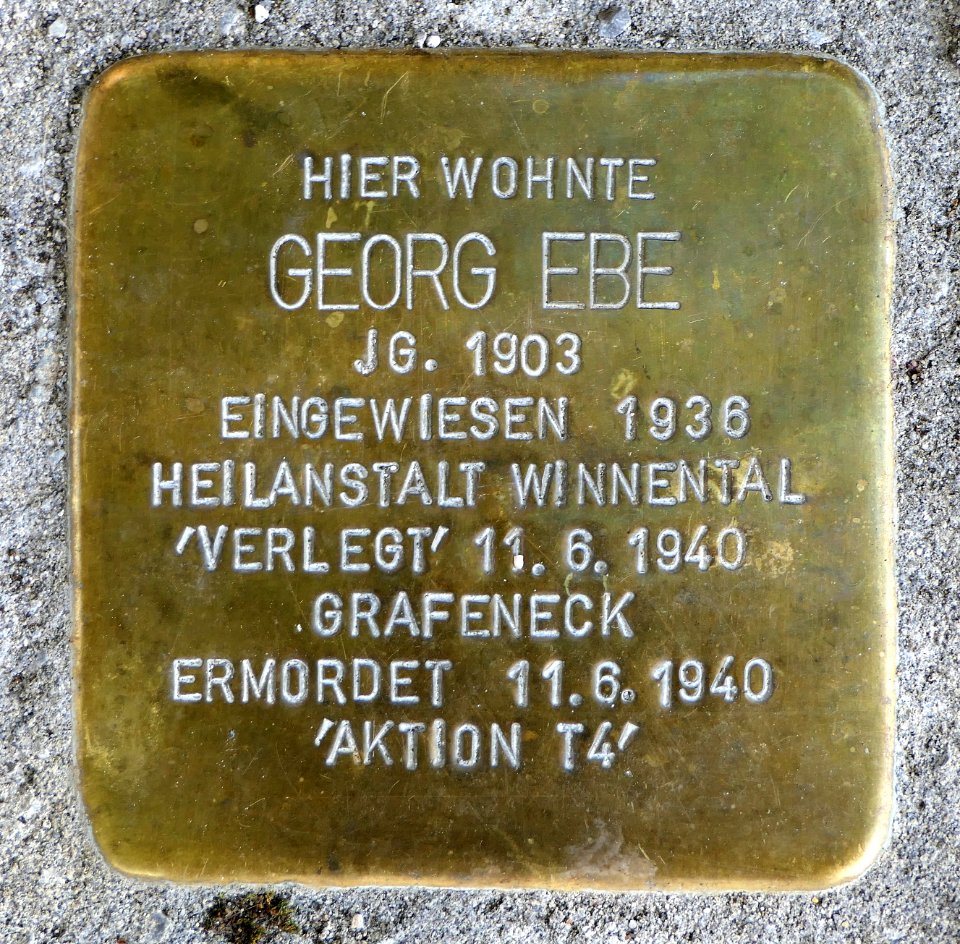 HIER WOHNTE
GEORG EBE
JG. 1903
EINGEWIESEN 1936
HEILANSTALT WINNENTAL
'VERLEGT' 11. 6. 1940
GRAFENECK
ERMORDET 11. 6. 1940
'AKTION T4'